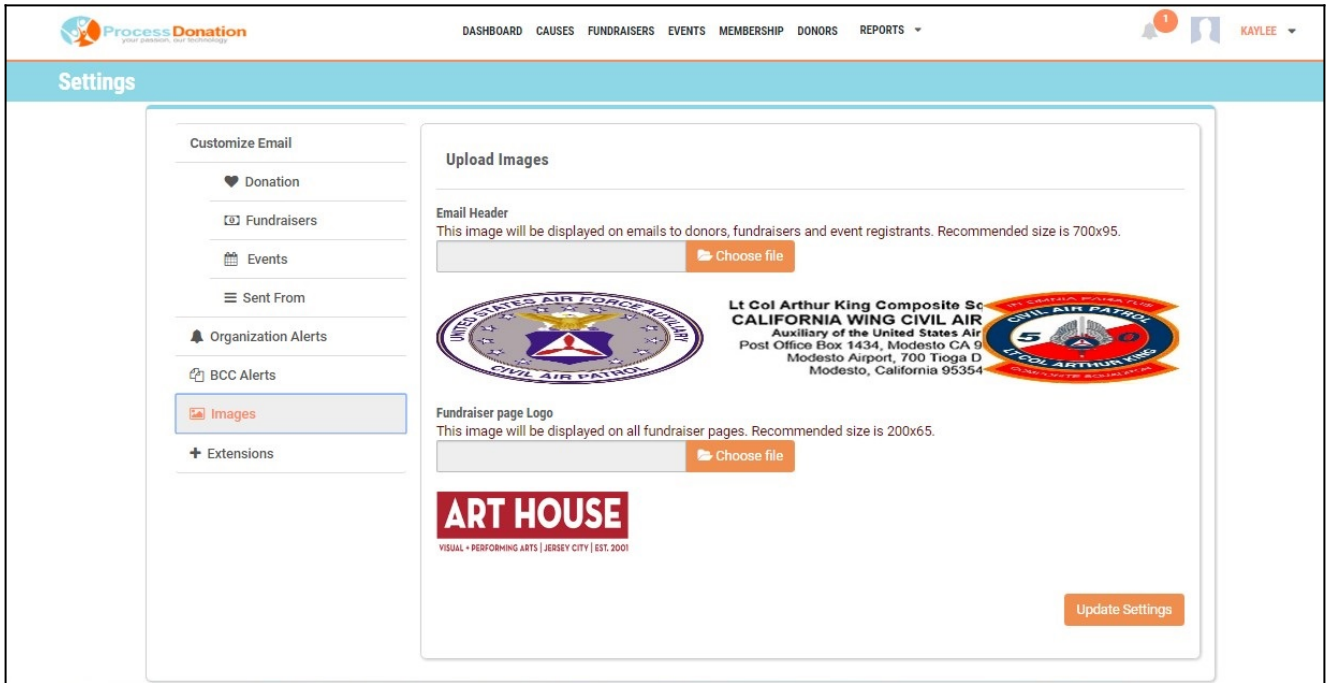 Process Donation
your passion, our technology
DASHBOARD CAUSES FUNDRAISERS EVENTS MEMBERSHIP DONORS REPORTS
1
KAYLEE
Settings
Customize Email
Donation
Fundraisers
Events
Sent From
Organization Alerts
BCC Alerts
Images
Extensions
Upload Images
Email Header
This image will be displayed on emails to donors, fundraisers and event registrants. Recommended size is 700x95.
Choose file
UNITED STATES AIR FORCE AUXILIARY
CIVIL AIR PATROL
Lt Col Arthur King Composite Sc
CALIFORNIA WING CIVIL AIR
Auxiliary of the United States Air
Post Office Box 1434, Modesto CA 9
Modesto Airport, 700 Tioga D
Modesto, California 95354
CIVIL AIR PATROL
5 0
LT COL ARTHUR KING
Fundraiser page Logo
This image will be displayed on all fundraiser pages. Recommended size is 200x65.
Choose file
ART HOUSE
VISUAL + PERFORMING ARTS | JERSEY CITY | EST. 2001
Update Settings